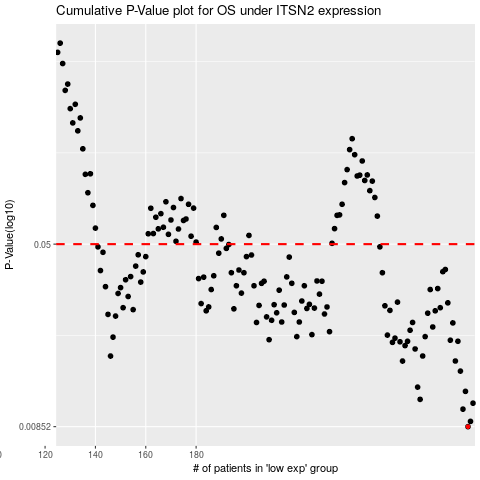 Cumulative P-Value plot for OS under ITSN2 expression
P-Value(log10)
0.05
0.00852
0
120
140
160
180
# of patients in 'low exp' group